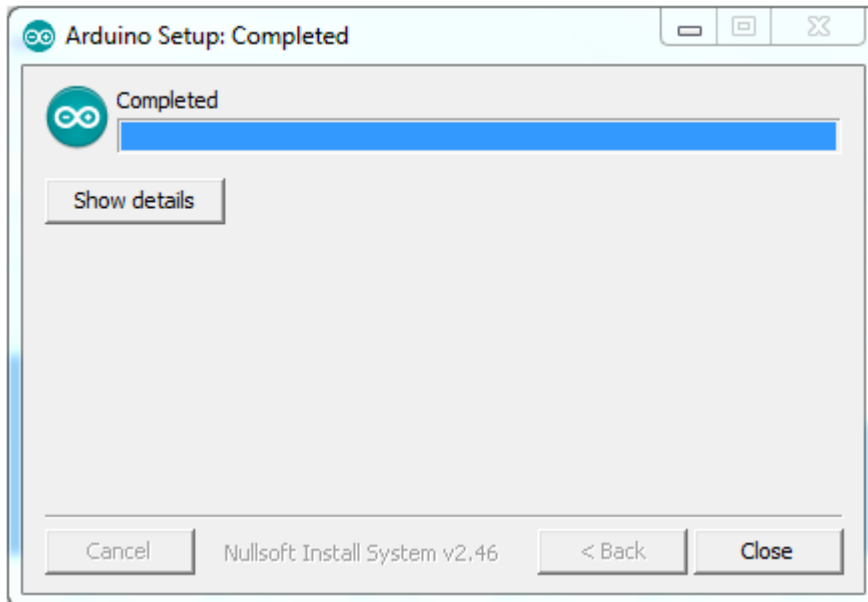 Arduino Setup: Completed
Completed
Show details
Cancel
Nullsoft Install System v2.46
< Back
Close